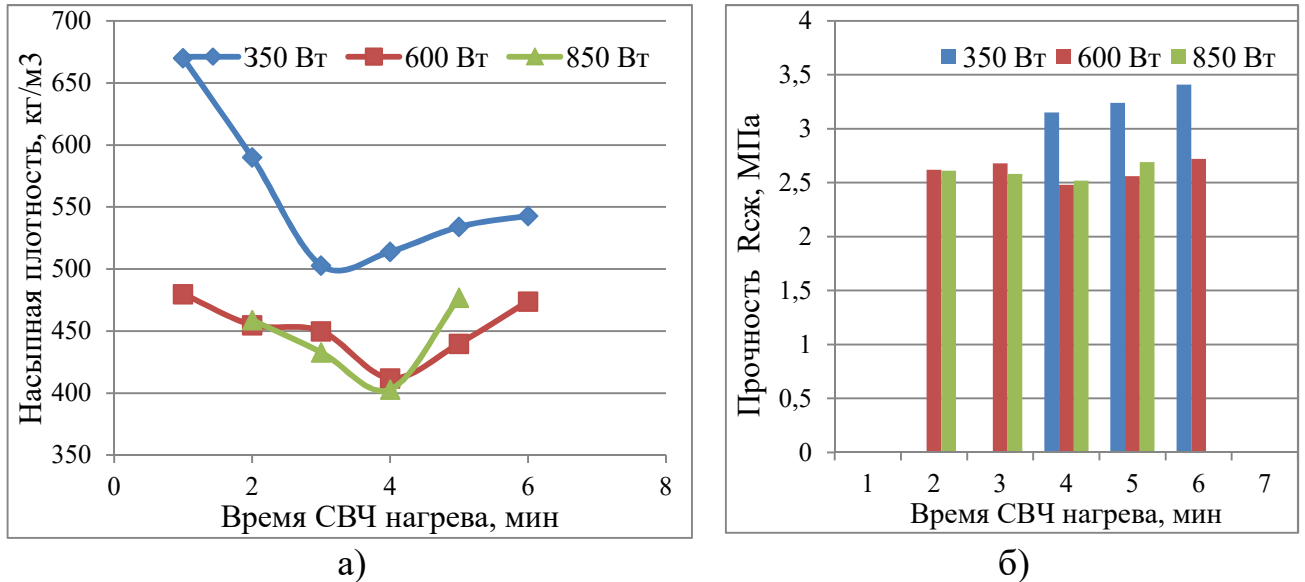 Насыпная плотность, кг/м3
700
650
600
550
500
450
400
350
350 Вт
600 Вт
850 Вт
0
2
4
6
8
Время СВЧ нагрева, мин
а)
Прочность Rсж, МПа
4
3,5
3
2,5
2
1,5
1
0,5
0
350 Вт
600 Вт
850 Вт
1
2
3
4
5
6
7
Время СВЧ нагрева, мин
б)